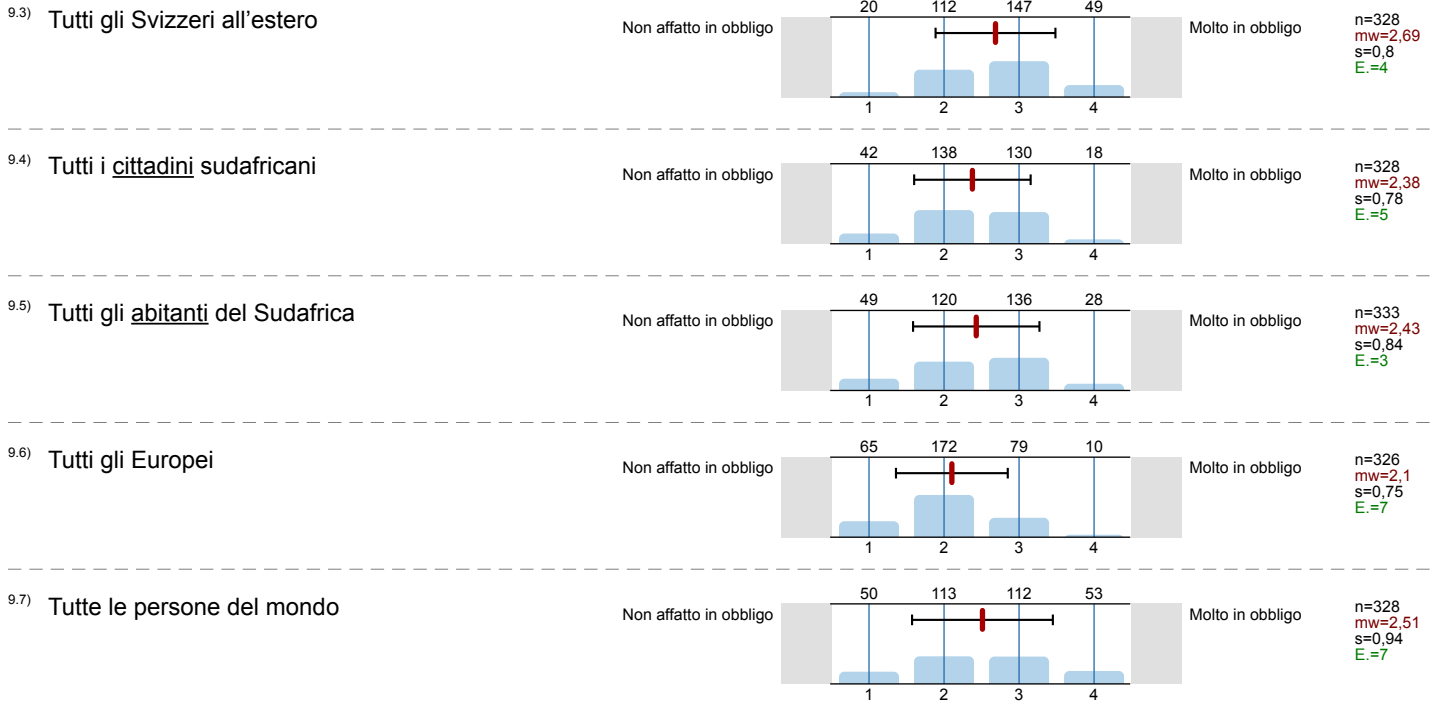 9.3) Tutti gli Svizzeri all'estero
Non affatto in obbligo
20 112 147 49
1 2 3 4
Molto in obbligo
n=328
mw=2,69
s=0,8
E.=4
9.4) Tutti i cittadini sudafricani
Non affatto in obbligo
42 138 130 18
1 2 3 4
Molto in obbligo
n=328
mw=2,38
s=0,78
E.=5
9.5) Tutti gli abitanti del Sudafrica
Non affatto in obbligo
49 120 136 28
1 2 3 4
Molto in obbligo
n=333
mw=2,43
s=0,84
E.=3
9.6) Tutti gli Europei
Non affatto in obbligo
65 172 79 10
1 2 3 4
Molto in obbligo
n=326
mw=2,1
s=0,75
E.=7
9.7) Tutte le persone del mondo
Non affatto in obbligo
50 113 112 53
1 2 3 4
Molto in obbligo
n=328
mw=2,51
s=0,94
E.=7